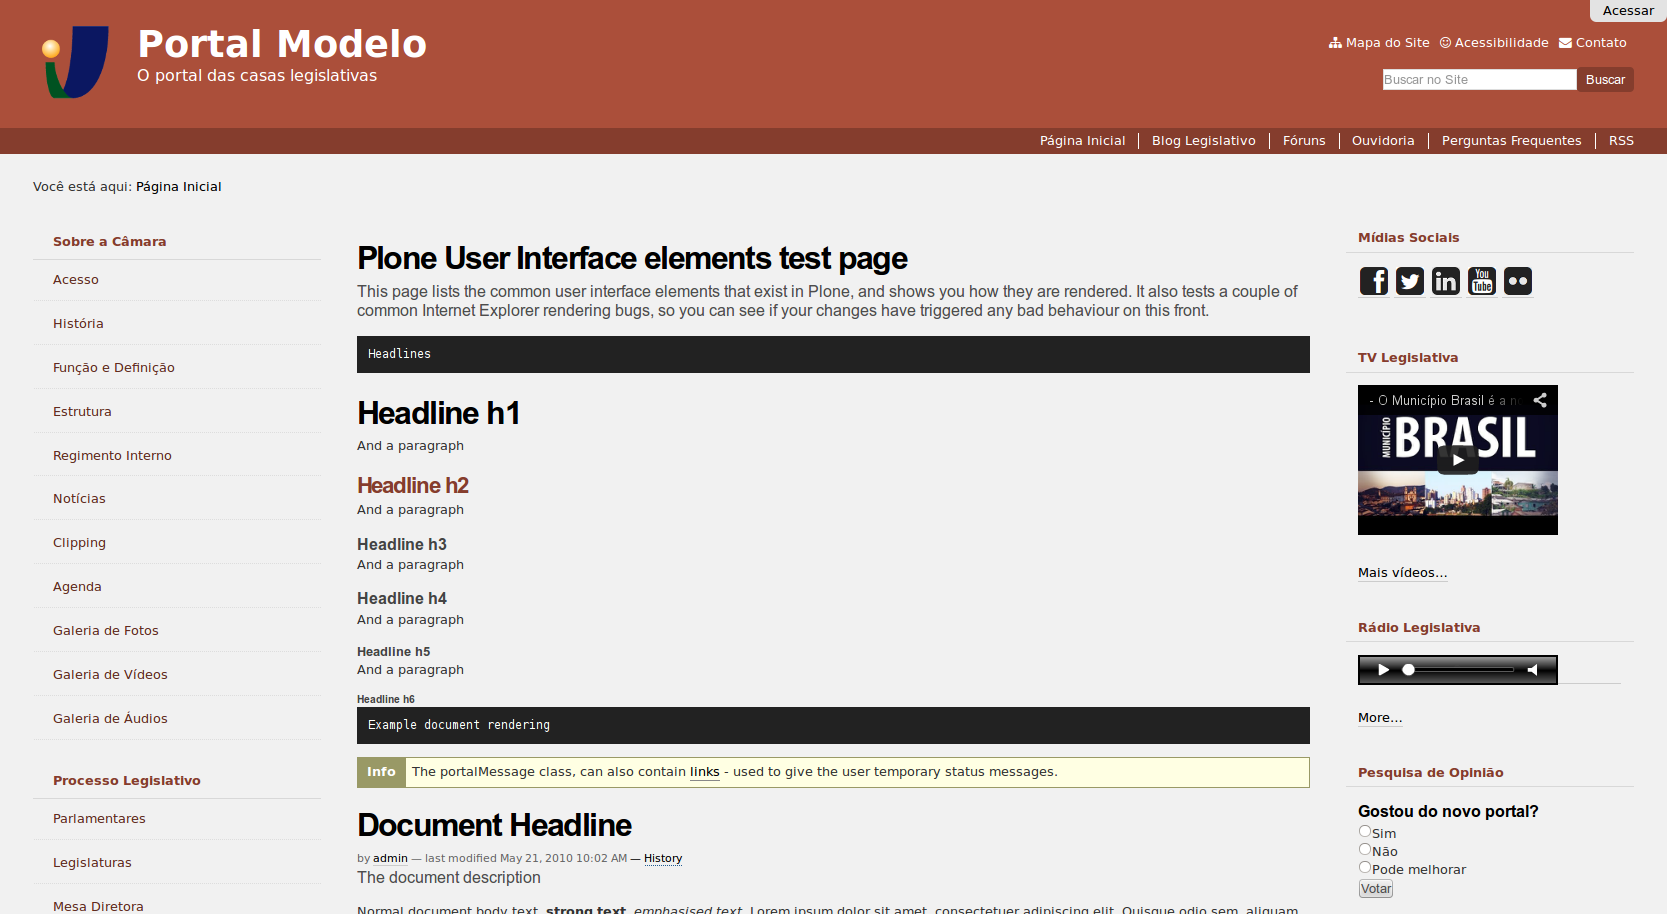 Acessar
Portal Modelo
O portal das casas legislativas
Mapa do Site Acessibilidade Contato
Buscar no Site Buscar
Página Inicial Blog Legislativo Fóruns Ouvidoria Perguntas Frequentes RSS
Você está aqui: Página Inicial
Sobre a Câmara
Acesso
História
Função e Definição
Estrutura
Regimento Interno
Notícias
Clipping
Agenda
Galeria de Fotos
Galeria de Vídeos
Galeria de Áudios
Processo Legislativo
Parlamentares
Legislaturas
Mesa Diretora
Plone User Interface elements test page
This page lists the common user interface elements that exist in Plone, and shows you how they are rendered. It also tests a couple of
common Internet Explorer rendering bugs, so you can see if your changes have triggered any bad behaviour on this front.
Headlines
Headline h1
And a paragraph
Headline h2
And a paragraph
Headline h3
And a paragraph
Headline h4
And a paragraph
Headline h5
And a paragraph
Headline h6
Example document rendering
Info The portalMessage class, can also contain links - used to give the user temporary status messages.
Document Headline
by admin — last modified May 21, 2010 10:02 AM — History
The document description
Normal document body text, strong text, emphasised text. Lorem ipsum dolor sit amet, consectetuer adipiscing elit. Quisque odio sem, aliquam
Mídias Sociais
You Tube
TV Legislativa
- O Município Brasil é a no
MUNICÍPIO BRASIL
Mais vídeos...
Rádio Legislativa
More...
Pesquisa de Opinião
Gostou do novo portal?
Sim
Não
Pode melhorar
Votar